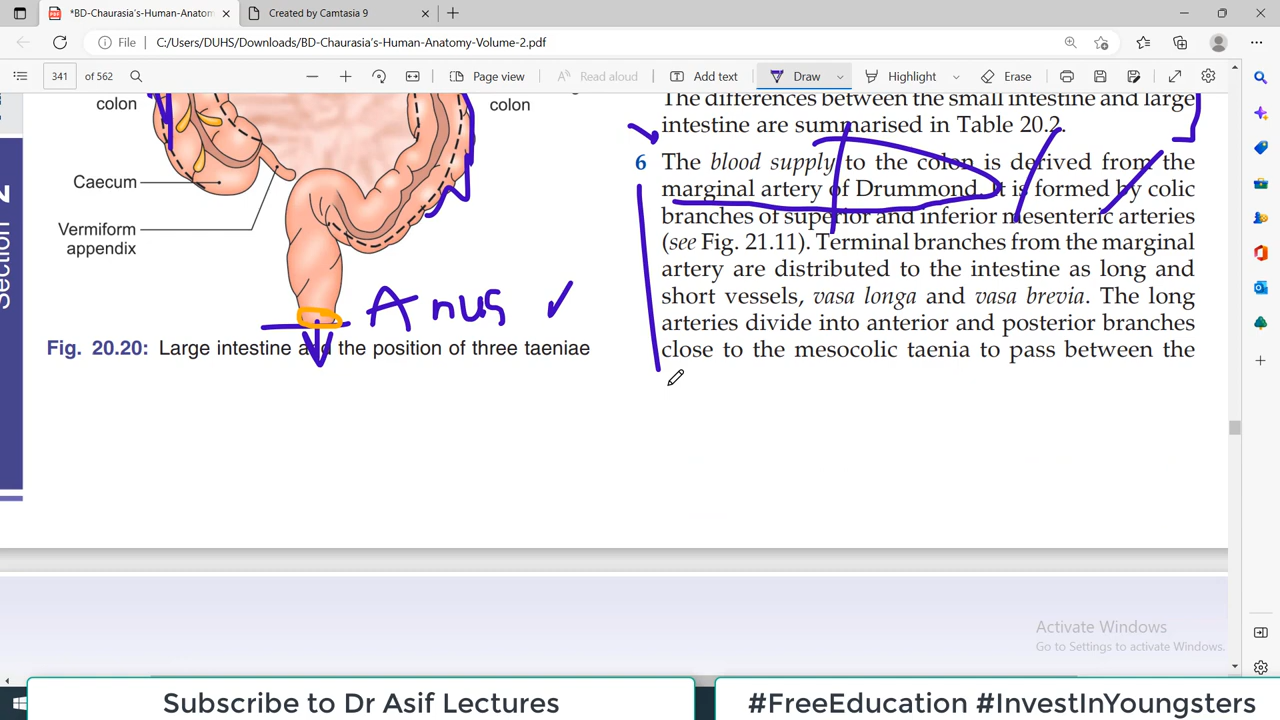 *BD-Chaurasia's-Human-Anatom
Created by Camtasia 9
File
C:/Users/DUHS/Downloads/BD-Chaurasia's-Human-Anatomy-Volume-2.pdf
341 of 562
Page view
Read aloud
Add text
Draw
Highlight
Erase
Section 2
colon
colon
Caecum
Vermiform
appendix
Anus
Fig. 20.20: Large intestine and the position of three taeniae
The differences between the small intestine and large
intestine are summarised in Table 20.2.
6 The blood supply to the colon is derived from the
marginal artery of Drummond. It is formed by colic
branches of superior and inferior mesenteric arteries
(see Fig. 21.11). Terminal branches from the marginal
artery are distributed to the intestine as long and
short vessels, vasa longa and vasa brevia. The long
arteries divide into anterior and posterior branches
close to the mesocolic taenia to pass between the
Activate Windows
Go to Settings to activate Windows.
Subscribe to Dr Asif Lectures
#FreeEducation #InvestInYoungsters